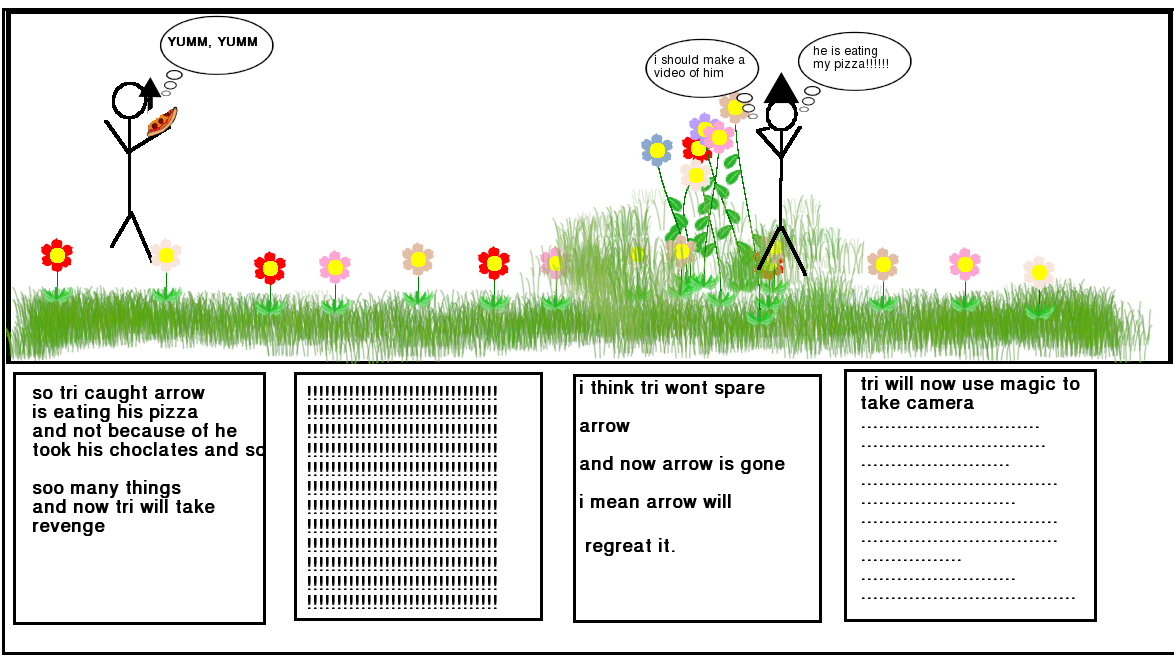 YUMM, YUMM
i should make a
video of him
he is eating
my pizza!!!!!!
so tri caught arrow
is eating his pizza
and not because of he
took his choclates and so
soo many things
and now tri will take
revenge
!!!!!!!!!!!!!!!!!!!!!!!!!!!!!!!!!
!!!!!!!!!!!!!!!!!!!!!!!!!!!!!!!!!
!!!!!!!!!!!!!!!!!!!!!!!!!!!!!!!!!
!!!!!!!!!!!!!!!!!!!!!!!!!!!!!!!!!
!!!!!!!!!!!!!!!!!!!!!!!!!!!!!!!!!
!!!!!!!!!!!!!!!!!!!!!!!!!!!!!!!!!
!!!!!!!!!!!!!!!!!!!!!!!!!!!!!!!!!
!!!!!!!!!!!!!!!!!!!!!!!!!!!!!!!!!
!!!!!!!!!!!!!!!!!!!!!!!!!!!!!!!!!
!!!!!!!!!!!!!!!!!!!!!!!!!!!!!!!!!
!!!!!!!!!!!!!!!!!!!!!!!!!!!!!!!!!
!!!!!!!!!!!!!!!!!!!!!!!!!!!!!!!!!
i think tri wont spare
arrow
and now arrow is gone
i mean arrow will
regreat it.
tri will now use magic to
take camera
...................................
....................................
.............................
......................................
..............................
......................................
......................................
....................
..............................
..........................................